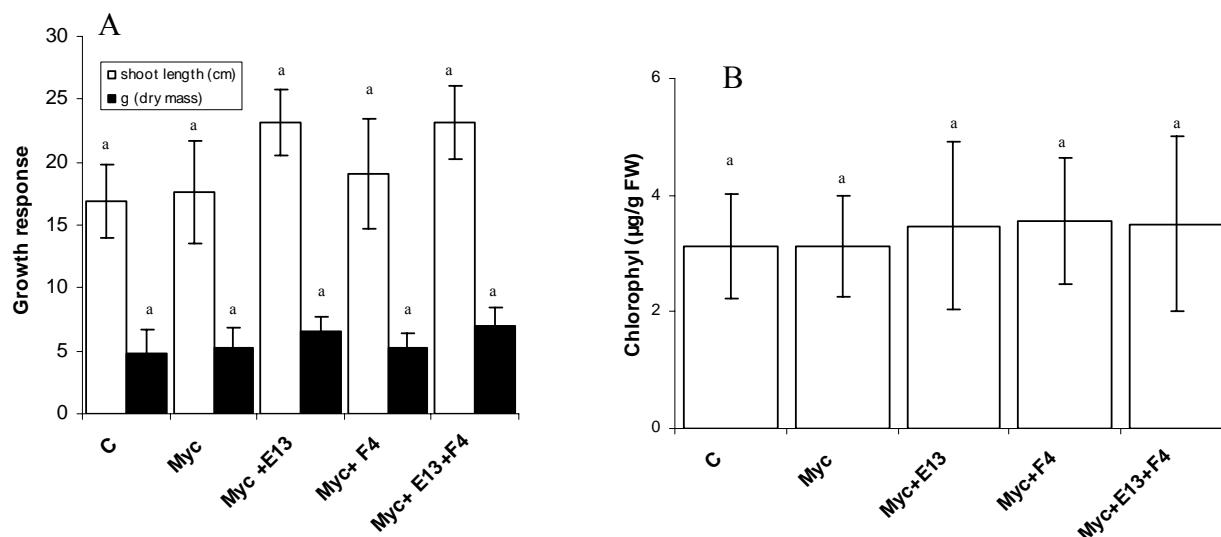 A
30
25
20
15
10
5
0
Growth response
shoot length (cm)
g (dry mass)
a
a
a
a
a
a
a
a
a
a
C
Myc
Myc +E13
Myc+ F4
Myc+ E13+F4
B
6
4
2
0
Chlorophyl (µg/g FW)
a
a
a
a
a
C
Myc
Myc+E13
Myc+F4
Myc+E13+F4